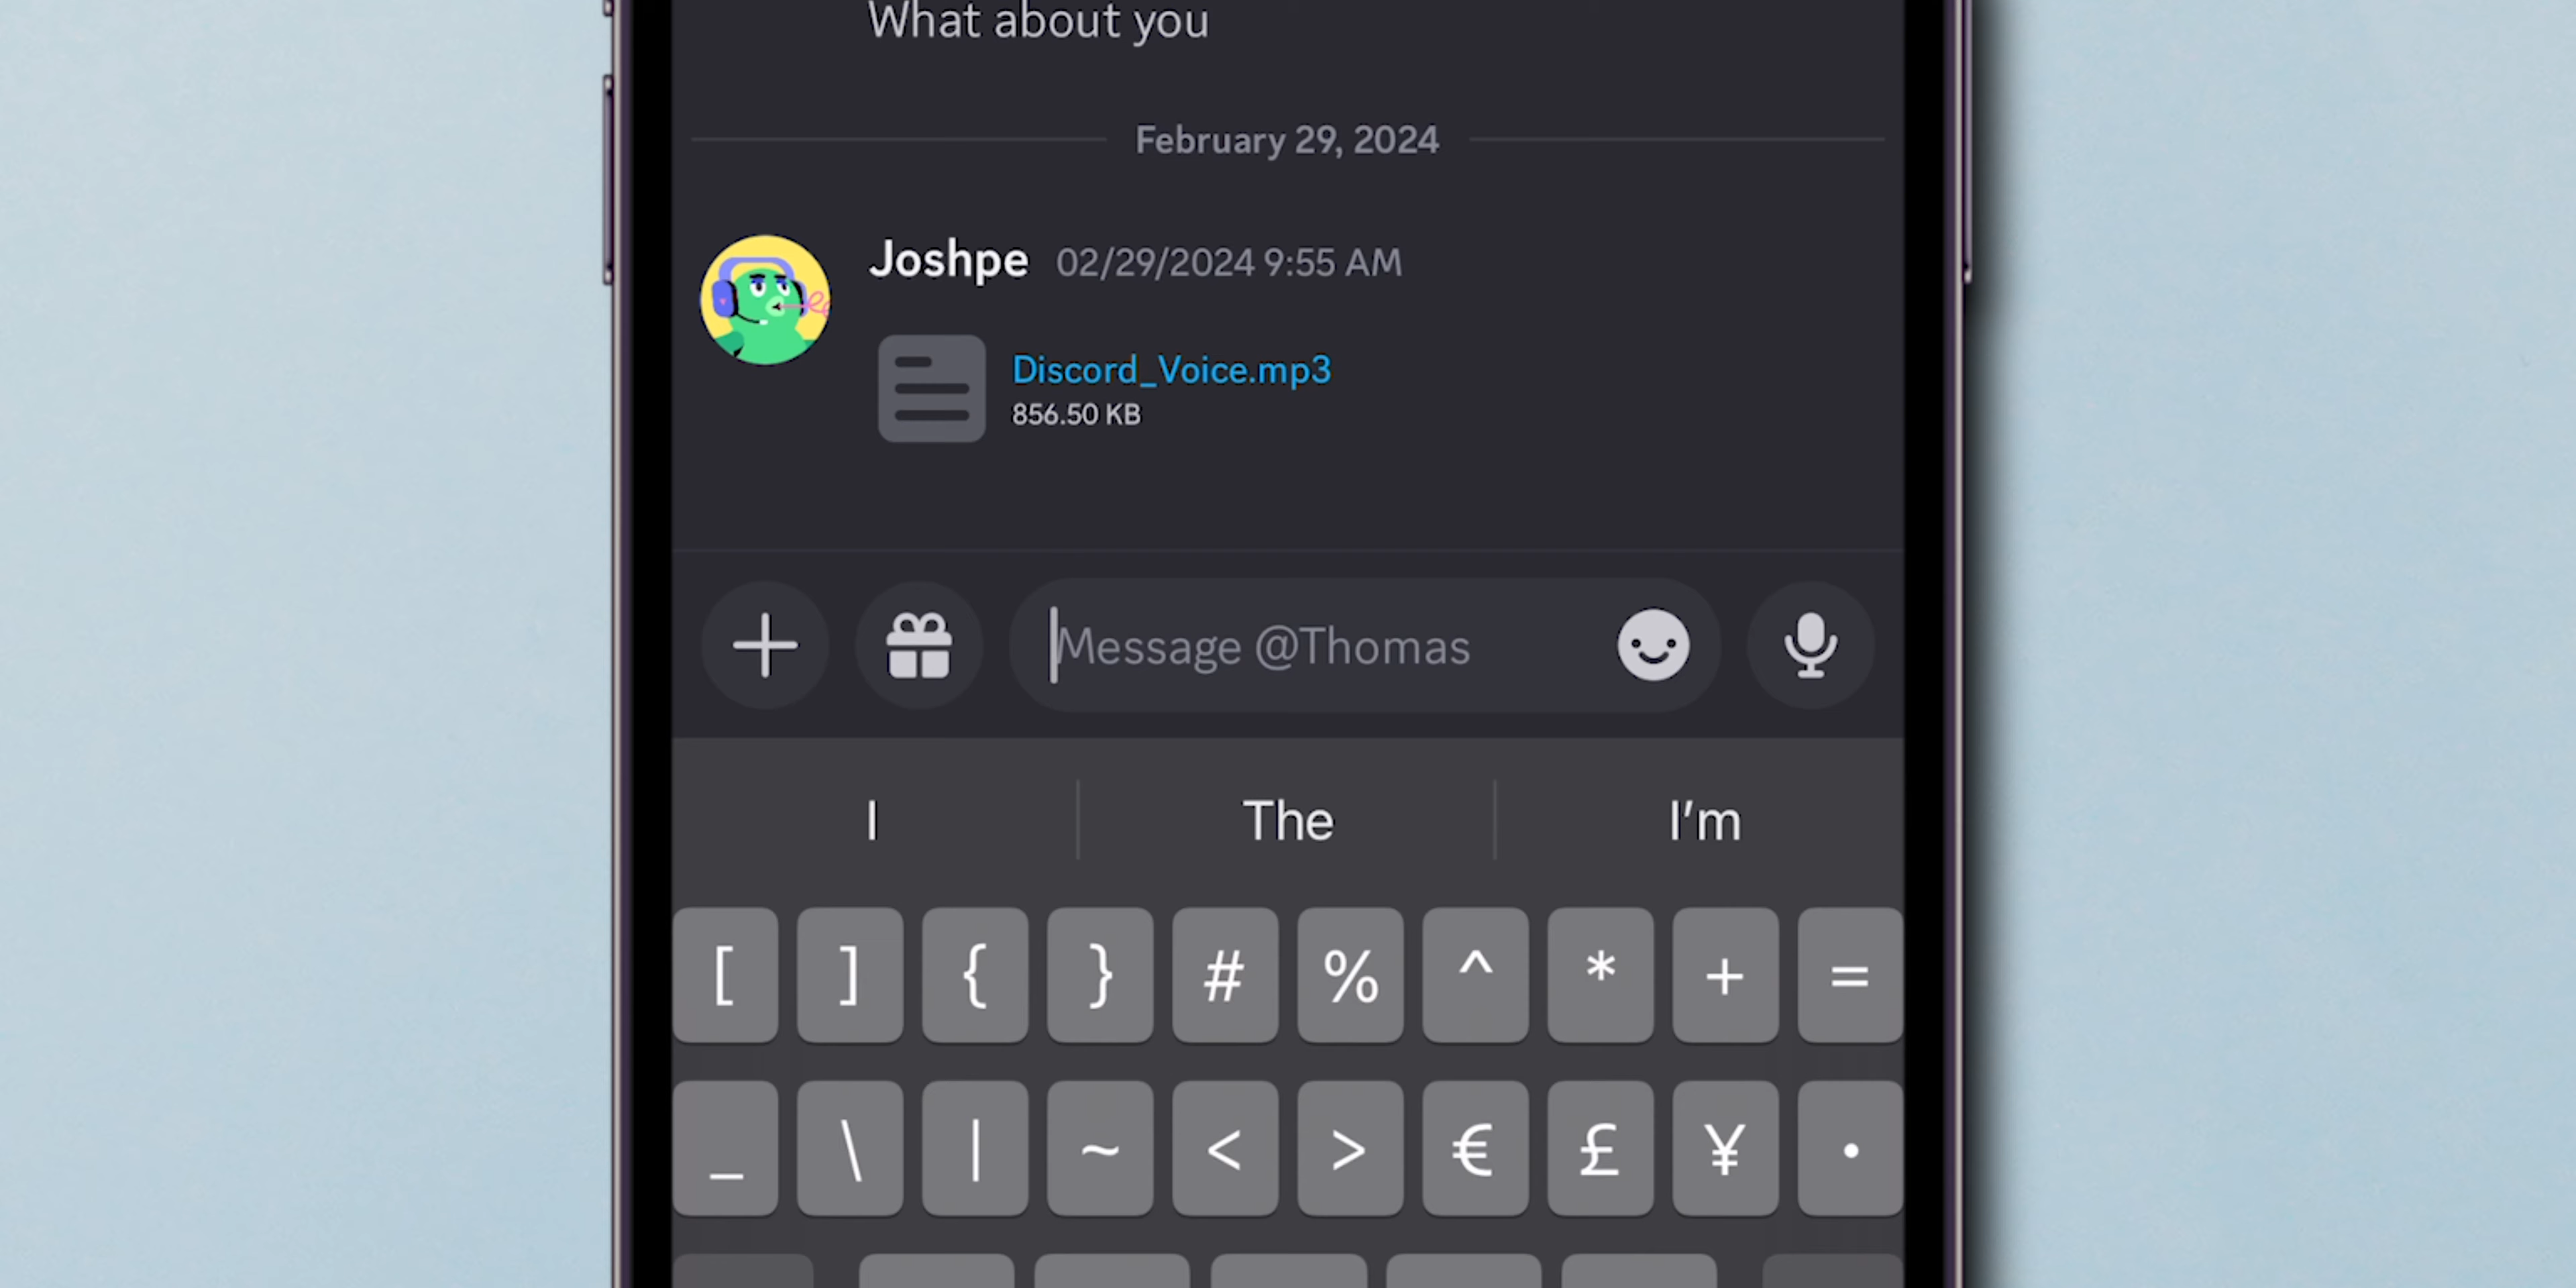 What about you
February 29, 2024
Joshpe 02/29/2024 9:55 AM
Discord_Voice.mp3
856.50 KB
Message @Thomas
I The I'm
[ ] { } # % ^ * + =
_ \ | ~ < > € £ ¥ •